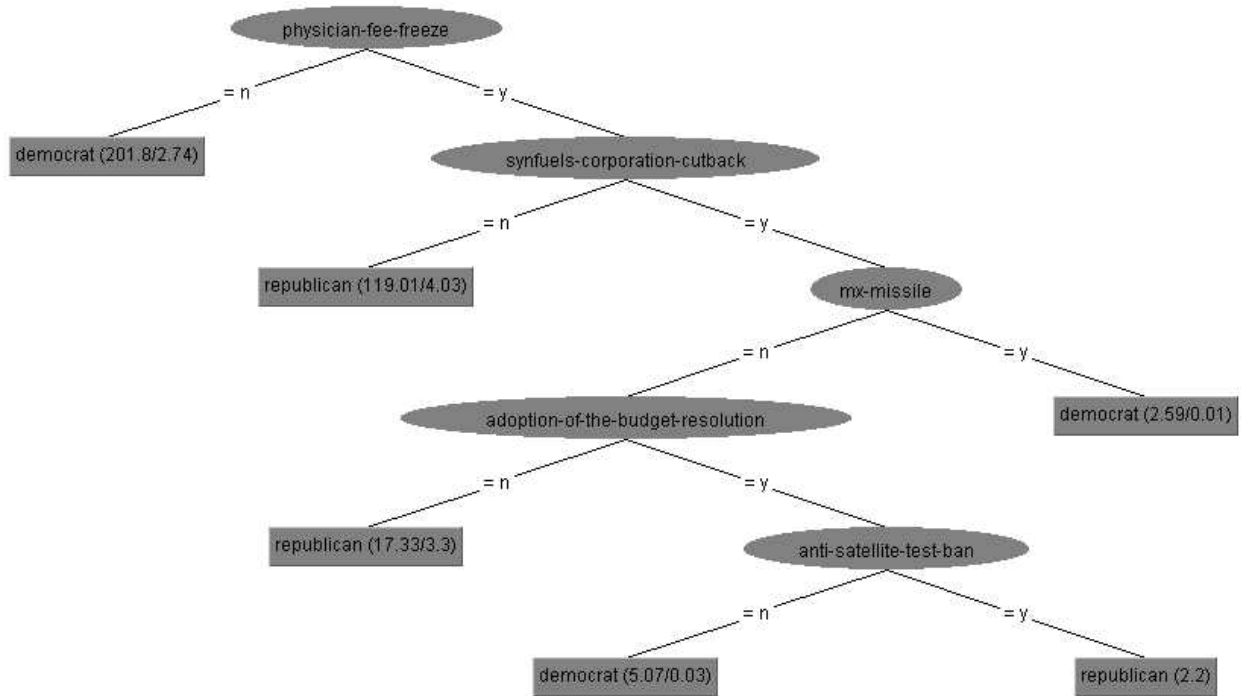 physician-fee-freeze
= n
= y
democrat (201.8/2.74)
synfuels-corporation-cutback
= n
= y
republican (119.01/4.03)
mx-missile
= n
= y
adoption-of-the-budget-resolution
democrat (2.59/0.01)
= n
= y
republican (17.33/3.3)
anti-satellite-test-ban
= n
= y
democrat (5.07/0.03)
republican (2.2)